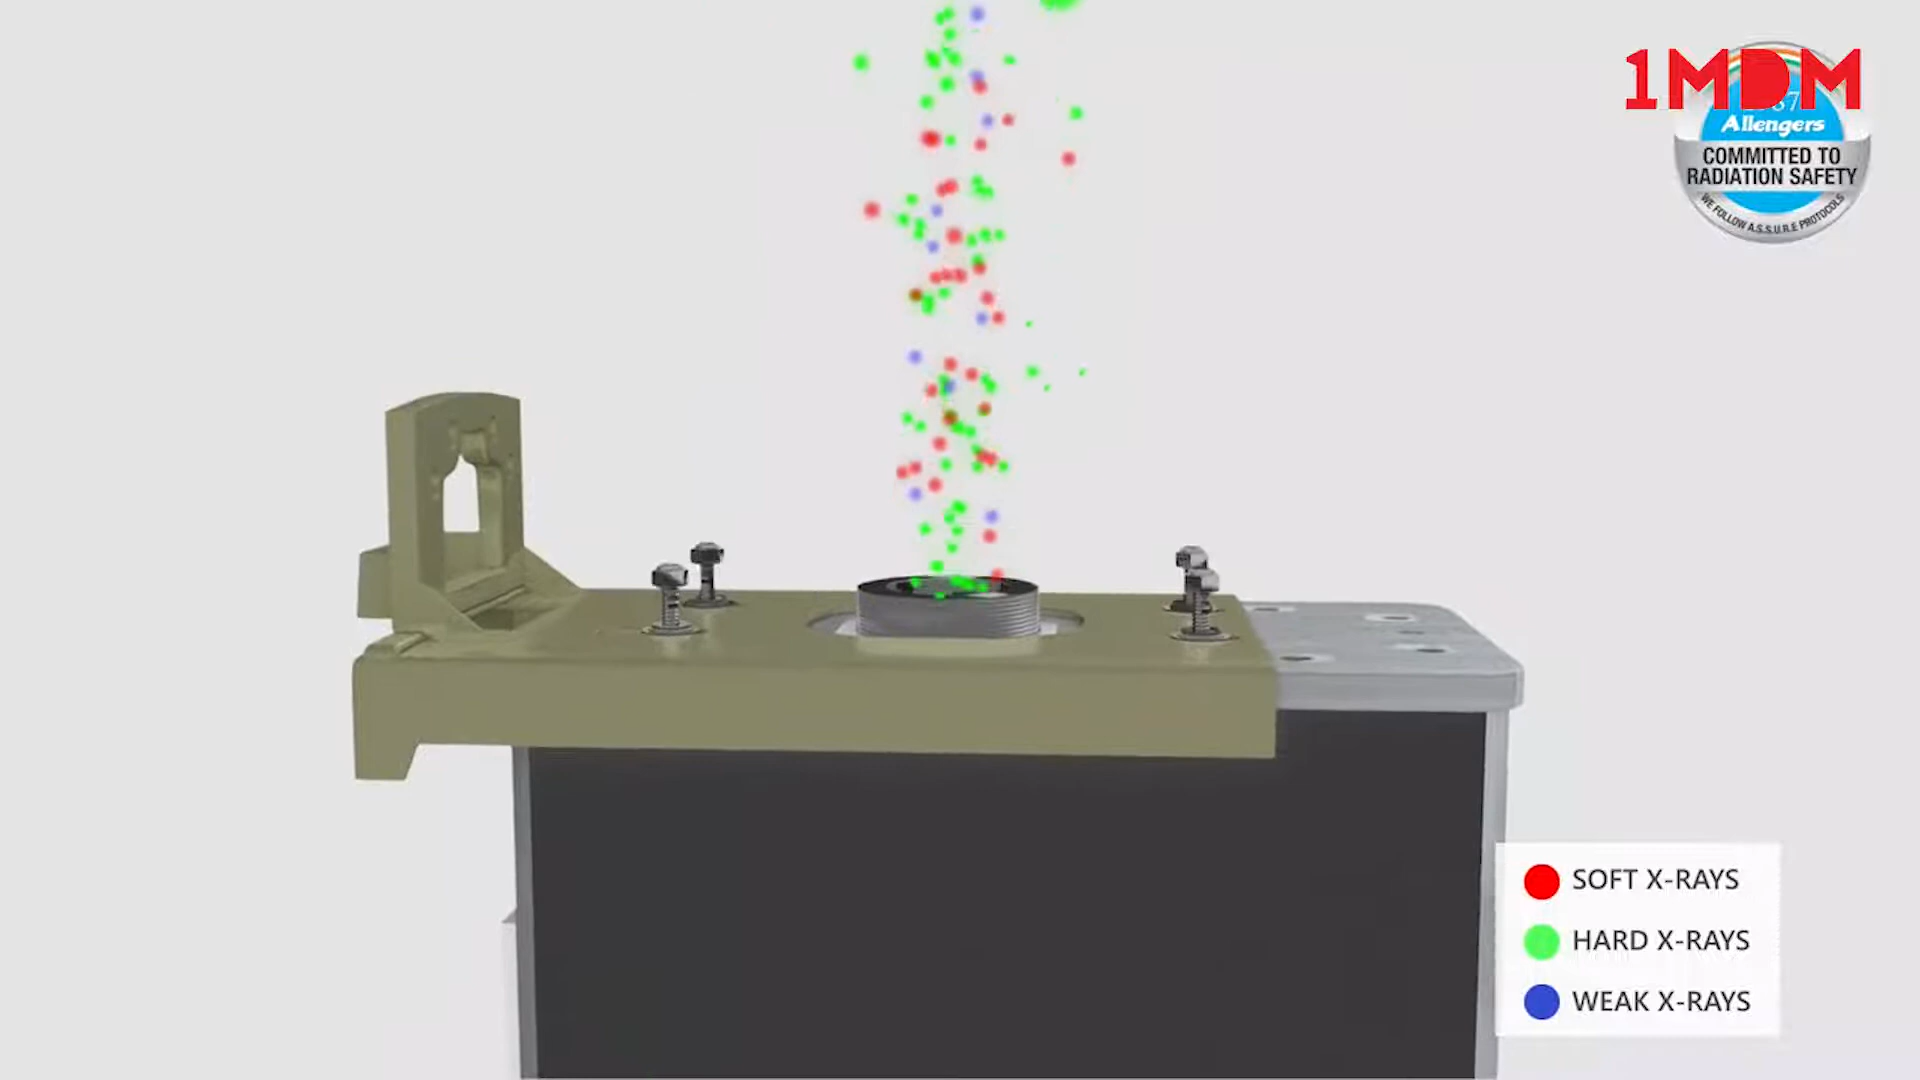 1MDM
Allengers
COMMITTED TO
RADIATION SAFETY
WE FOLLOW A.S.S.U.R.E PROTOCOLS
SOFT X-RAYS
HARD X-RAYS
WEAK X-RAYS